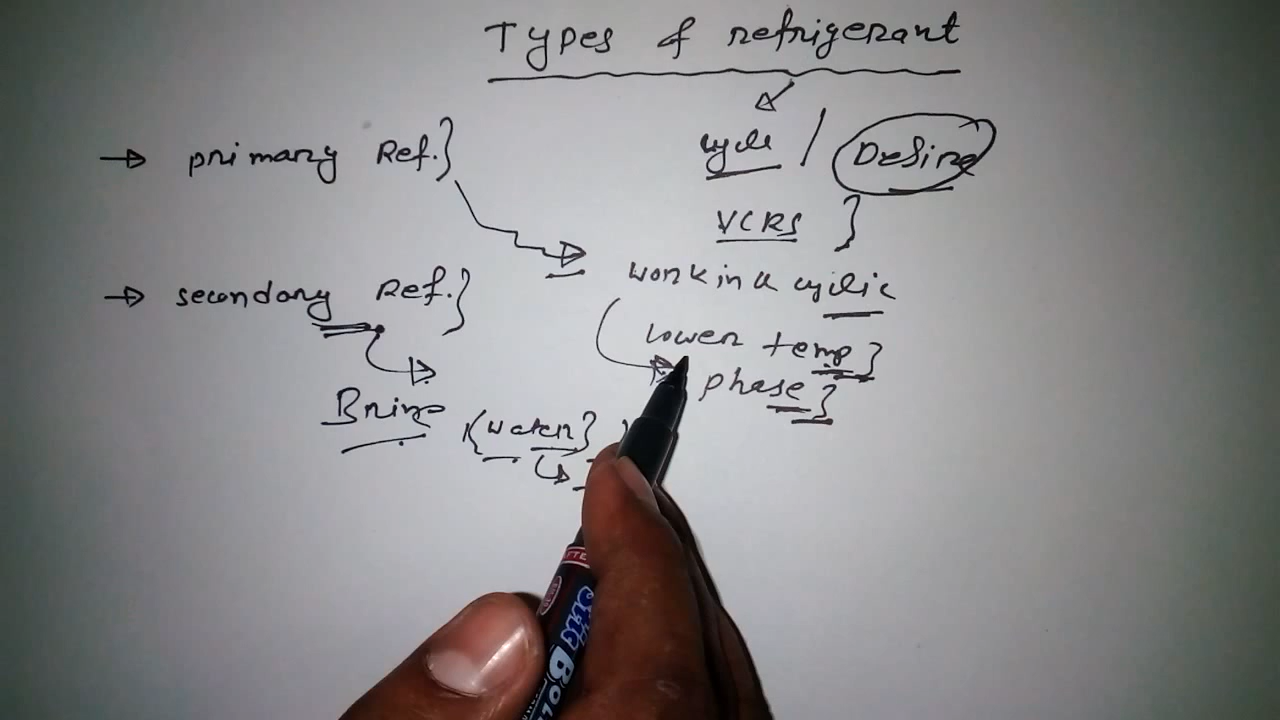 Types of refrigerant
→ primary Ref.}
cycle / Desire
VCRS }
→ secondary Ref.}
work in a cyclic
lower temp}
phase}
Brine {water}